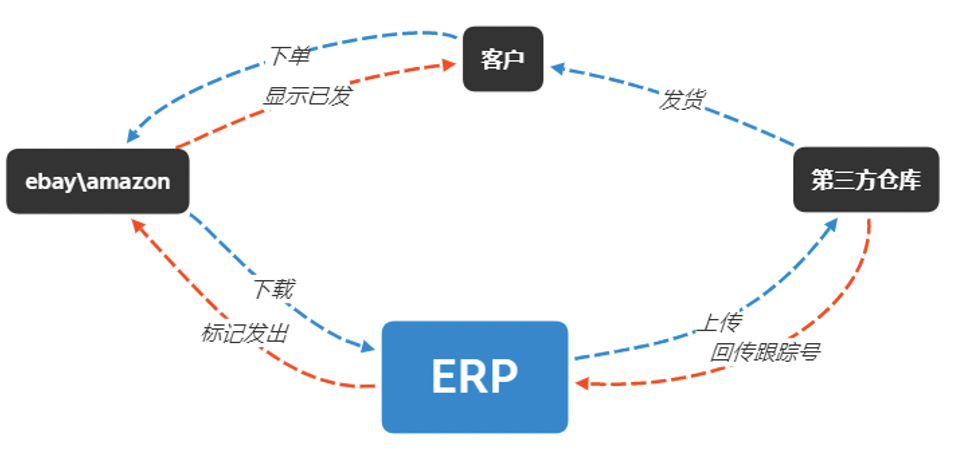 客户
下单
显示已发
发货
ebay\amazon
第三方仓库
下载
标记发出
上传
回传跟踪号
ERP